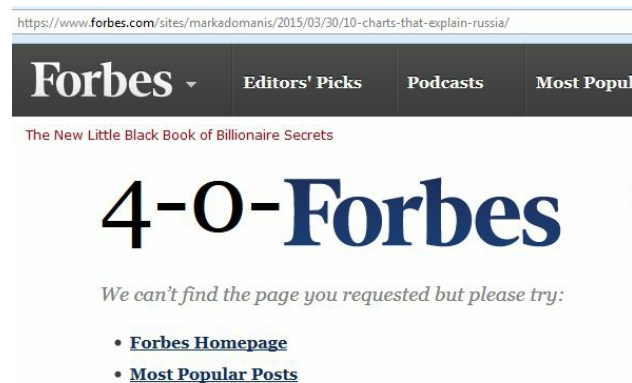 https://www.forbes.com/sites/markadomanis/2015/03/30/10-charts-that-explain-russia/
Forbes Editors' Picks Podcasts Most Popul
The New Little Black Book of Billionaire Secrets
4-0-Forbes
We can't find the page you requested but please try:
• Forbes Homepage
• Most Popular Posts